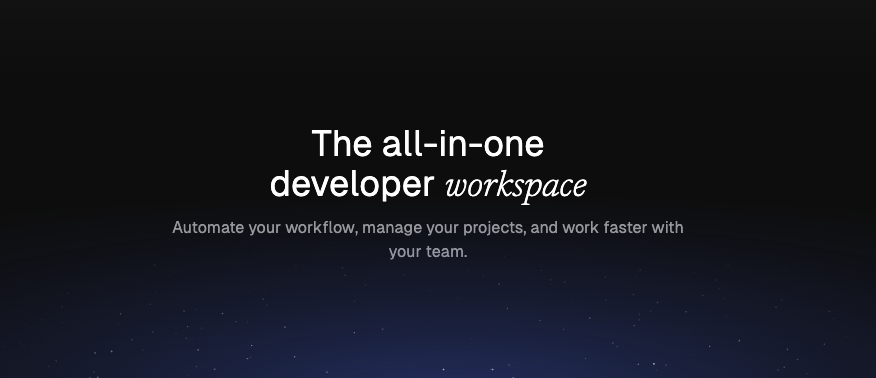 The all-in-one
developer workspace
Automate your workflow, manage your projects, and work faster with
your team.